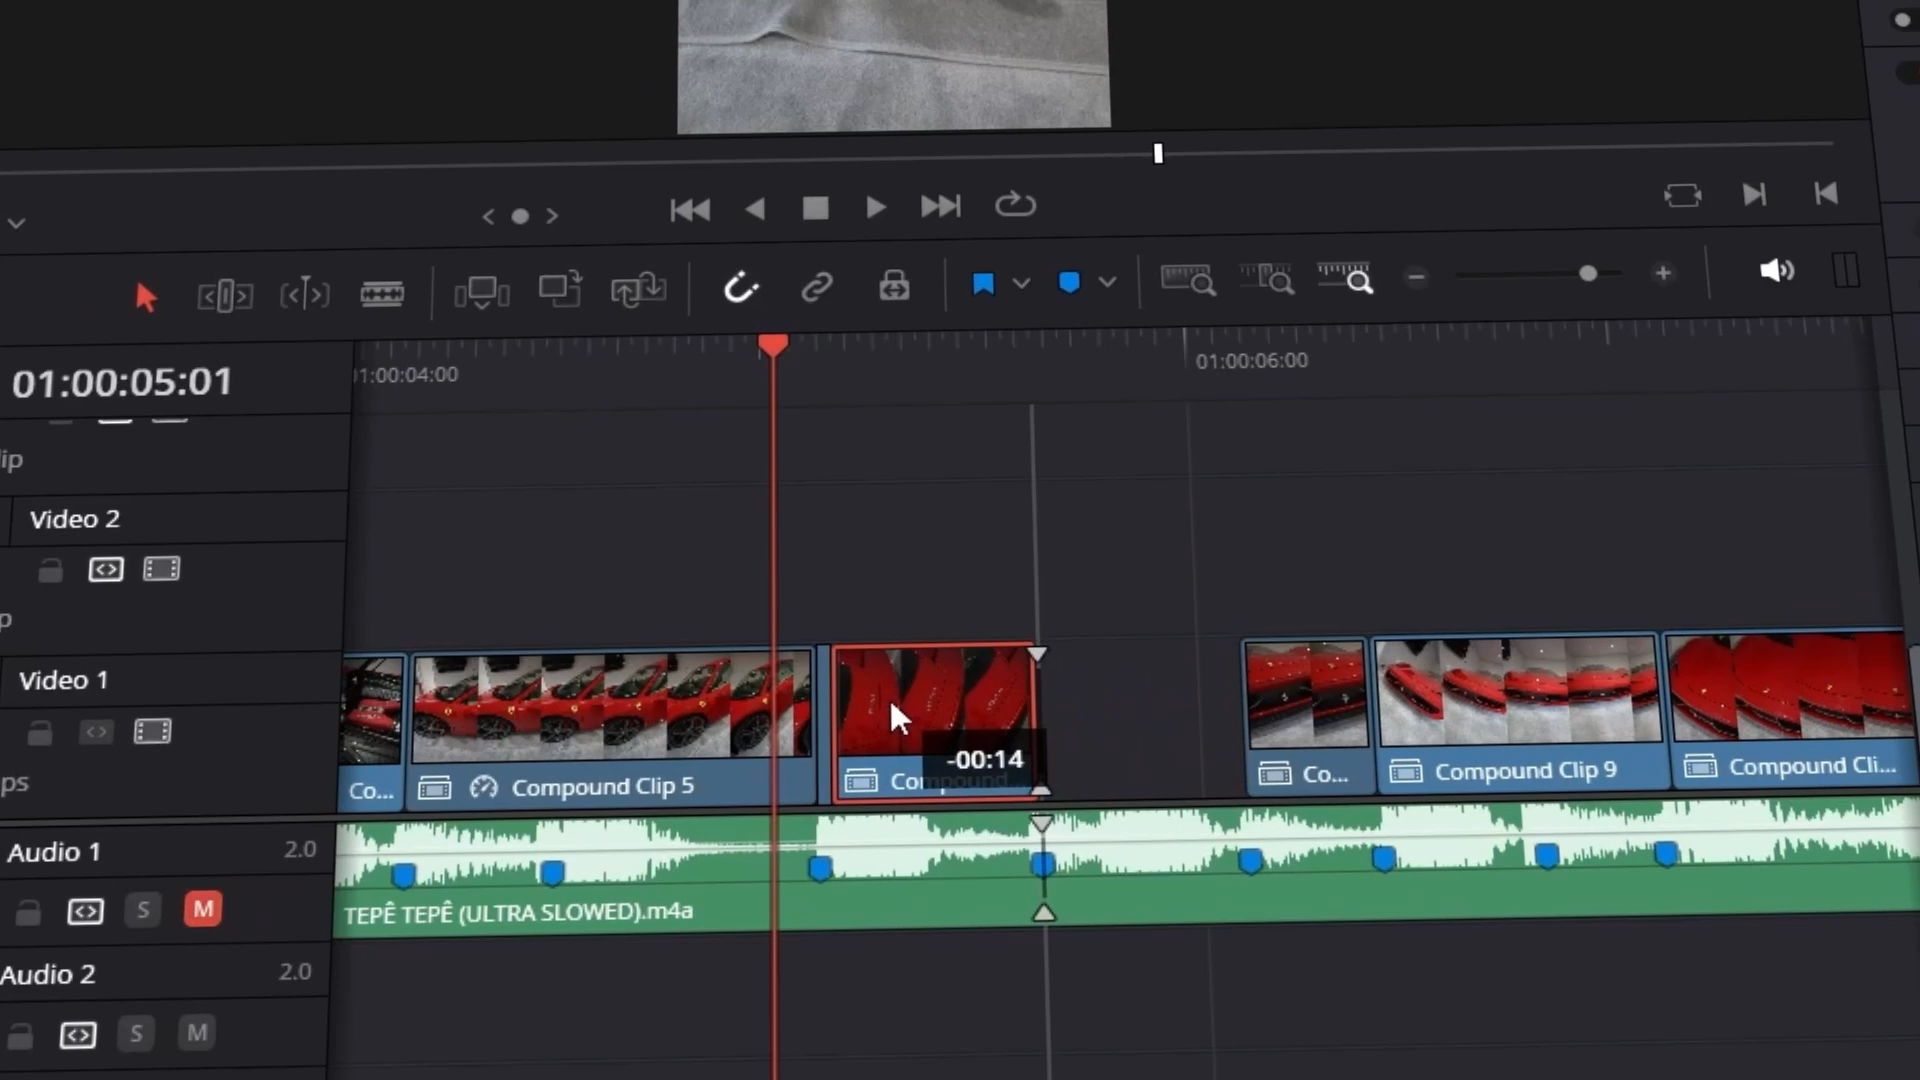 01:00:05:01
01:00:04:00
01:00:06:00
ip
Video 2
p
Video 1
ps
Co...
Compound Clip 5
-00:14
Compound
Co...
Compound Clip 9
Compound Cli...
Audio 1
2.0
S
M
TEPÊ TEPÊ (ULTRA SLOWED).m4a
Audio 2
2.0
S
M